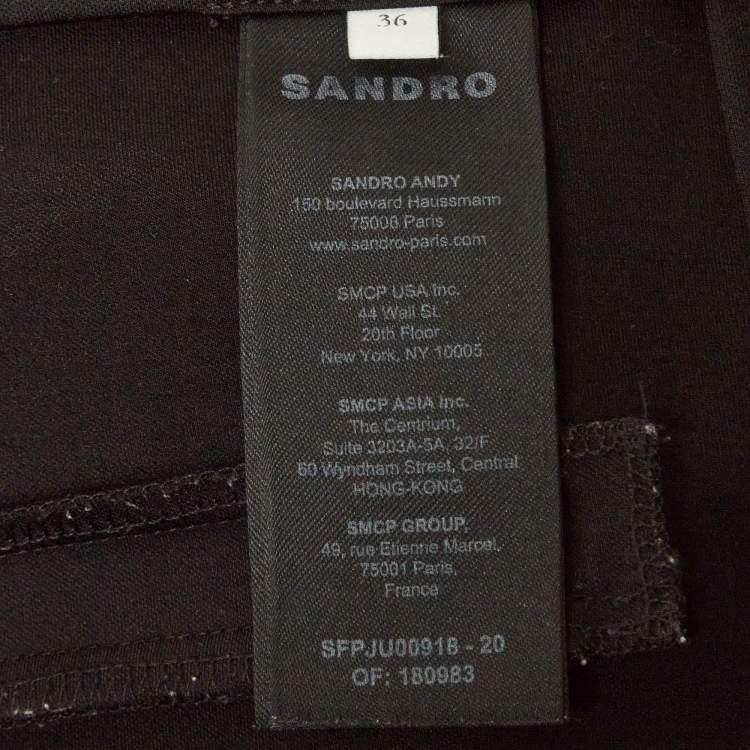 36
SANDRO
SANDRO ANDY
150 boulevard Haussmann
75008 Paris
www.sandro-paris.com
SMCP USA Inc.
44 Wall St.
20th Floor
New York, NY 10005
SMCP ASIA Inc.
The Centrium,
Suite 3203A-5A, 32/F
60 Wyndham Street, Central
HONG-KONG
SMCP GROUP,
49, rue Etienne Marcel,
75001 Paris,
France
SFPJU00918 - 20
OF: 180983